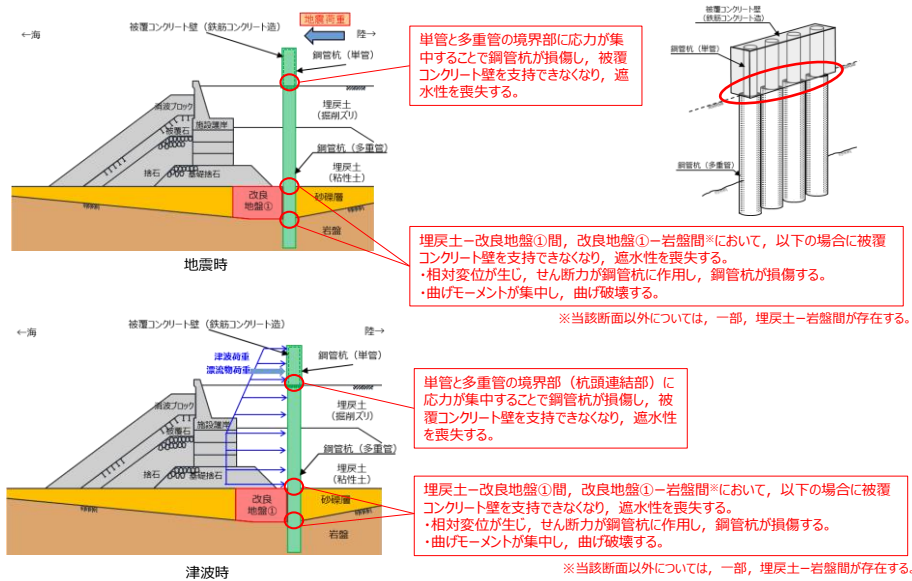 地震荷重
←海
被覆コンクリート壁（鉄筋コンクリート造）
陸→
鋼管杭（単管）
消波ブロック
被覆石
施設護岸
埋戻土
（掘削ズリ）
鋼管杭（多重管）
埋戻土
（粘性土）
捨石
基礎捨石
改良
地盤①
砂礫層
岩盤
地震時
単管と多重管の境界部に応力が集
中することで鋼管杭が損傷し，被覆
コンクリート壁を支持できなくなり，遮
水性を喪失する。
被覆コンクリート壁
（鉄筋コンクリート造）
鋼管杭（単管）
鋼管杭（多重管）
埋戻土－改良地盤①間，改良地盤①－岩盤間※において，以下の場合に被覆
コンクリート壁を支持できなくなり，遮水性を喪失する。
・相対変位が生じ，せん断力が鋼管杭に作用し，鋼管杭が損傷する。
・曲げモーメントが集中し，曲げ破壊する。
※当該断面以外については，一部，埋戻土－岩盤間が存在する。
被覆コンクリート壁（鉄筋コンクリート造）
←海
陸→
津波荷重
漂流物荷重
鋼管杭（単管）
消波ブロック
被覆石
施設護岸
埋戻土
（掘削ズリ）
鋼管杭（多重管）
埋戻土
（粘性土）
捨石
基礎捨石
改良
地盤①
砂礫層
岩盤
津波時
単管と多重管の境界部（杭頭連結部）に
応力が集中することで鋼管杭が損傷し，被
覆コンクリート壁を支持できなくなり，遮水性
を喪失する。
埋戻土－改良地盤①間，改良地盤①－岩盤間※において，以下の場合に被覆
コンクリート壁を支持できなくなり，遮水性を喪失する。
・相対変位が生じ，せん断力が鋼管杭に作用し，鋼管杭が損傷する。
・曲げモーメントが集中し，曲げ破壊する。
※当該断面以外については，一部，埋戻土－岩盤間が存在する。